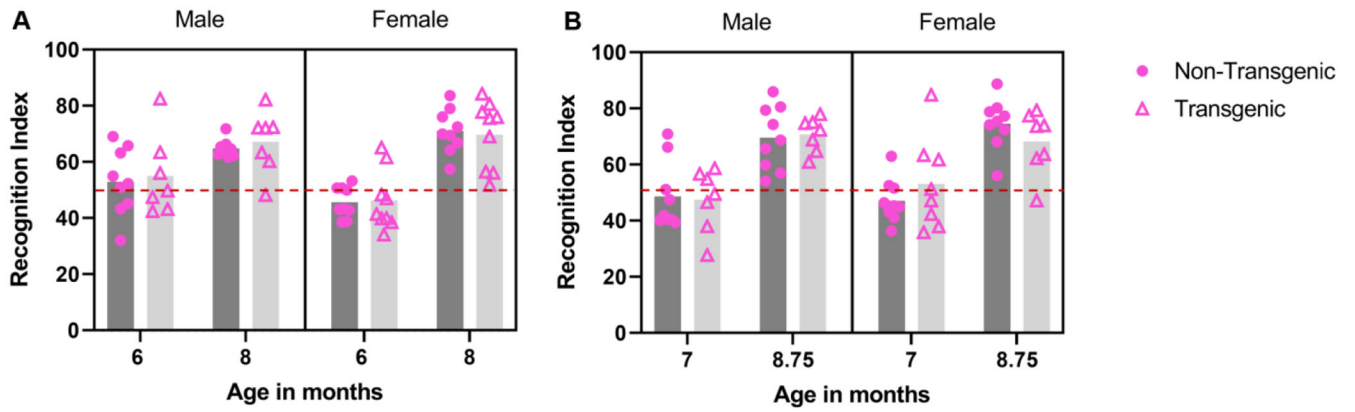 A
Male
Female
Recognition Index
100
80
60
40
20
0
6
8
6
8
Age in months
B
Male
Female
Recognition Index
100
80
60
40
20
0
7
8.75
7
8.75
Age in months
Non-Transgenic
Transgenic